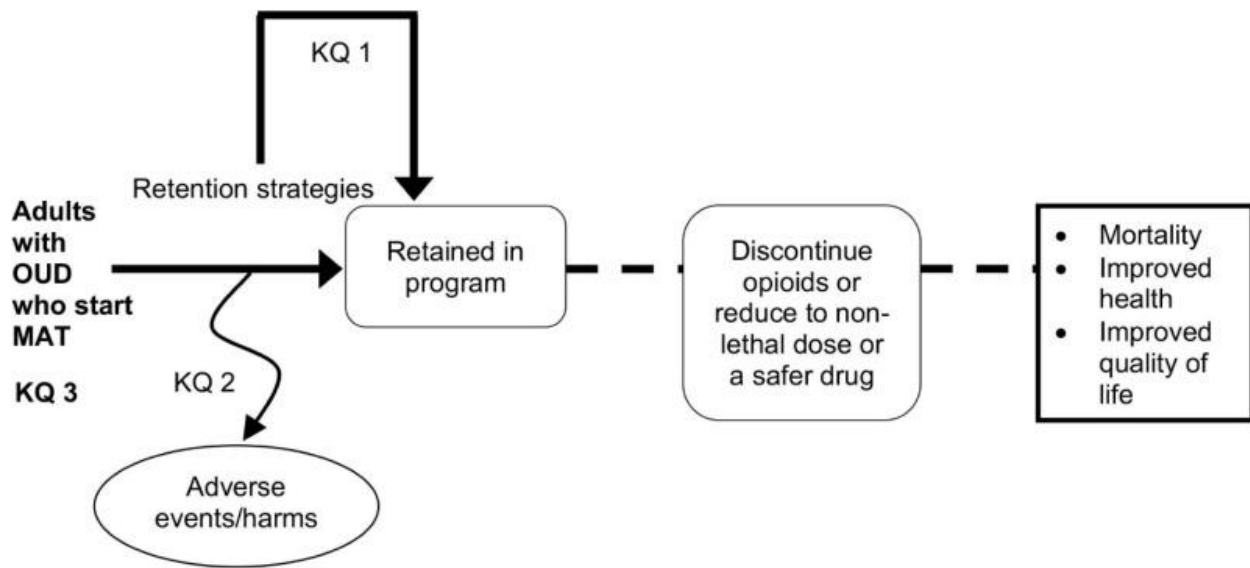 KQ 1
Retention strategies
Adults
with
OUD
who start
MAT
KQ 3
KQ 2
Retained in
program
Discontinue
opioids or
reduce to non-
lethal dose or
a safer drug
• Mortality
• Improved
health
• Improved
quality of
life
Adverse
events/harms